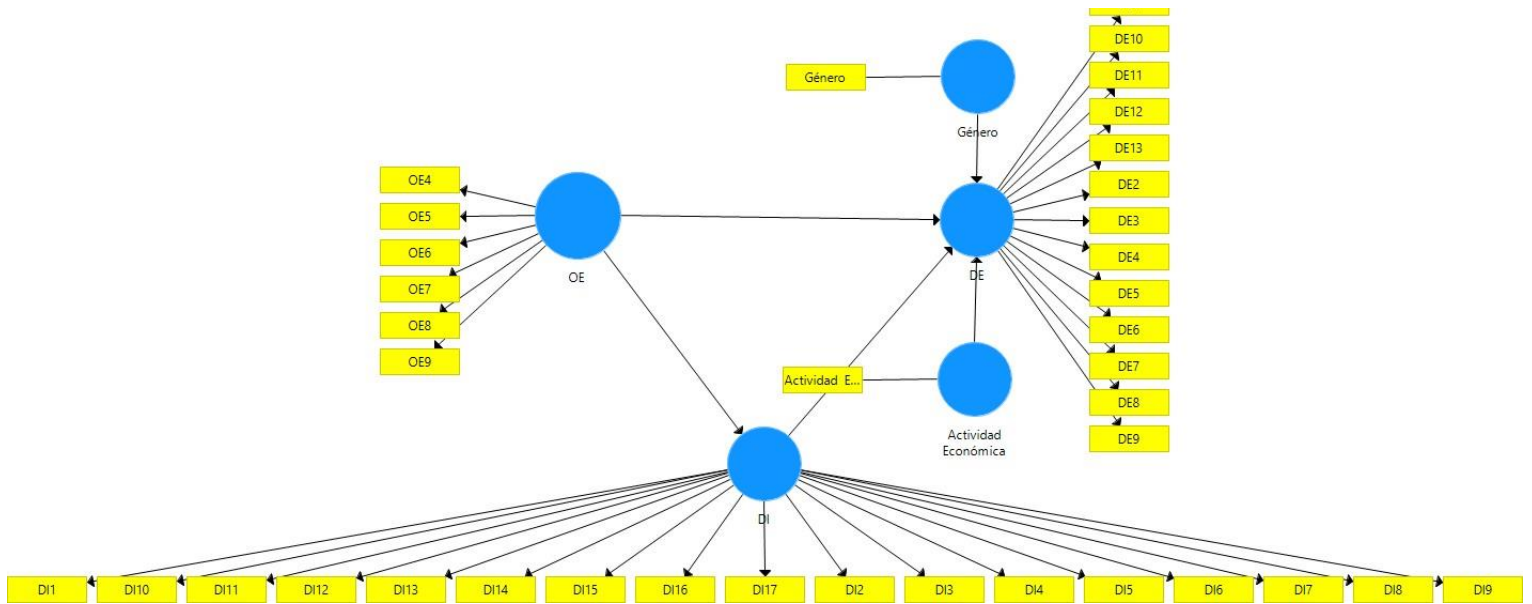 DE10
Género
DE11
DE12
Género
DE13
OE4
DE2
OE5
DE3
OE6
DE4
OE
DE
OE7
DE5
OE8
DE6
OE9
DE7
Actividad E...
DE8
Actividad
Económica
DE9
DI
DI1
DI10
DI11
DI12
DI13
DI14
DI15
DI16
DI17
DI2
DI3
DI4
DI5
DI6
DI7
DI8
DI9